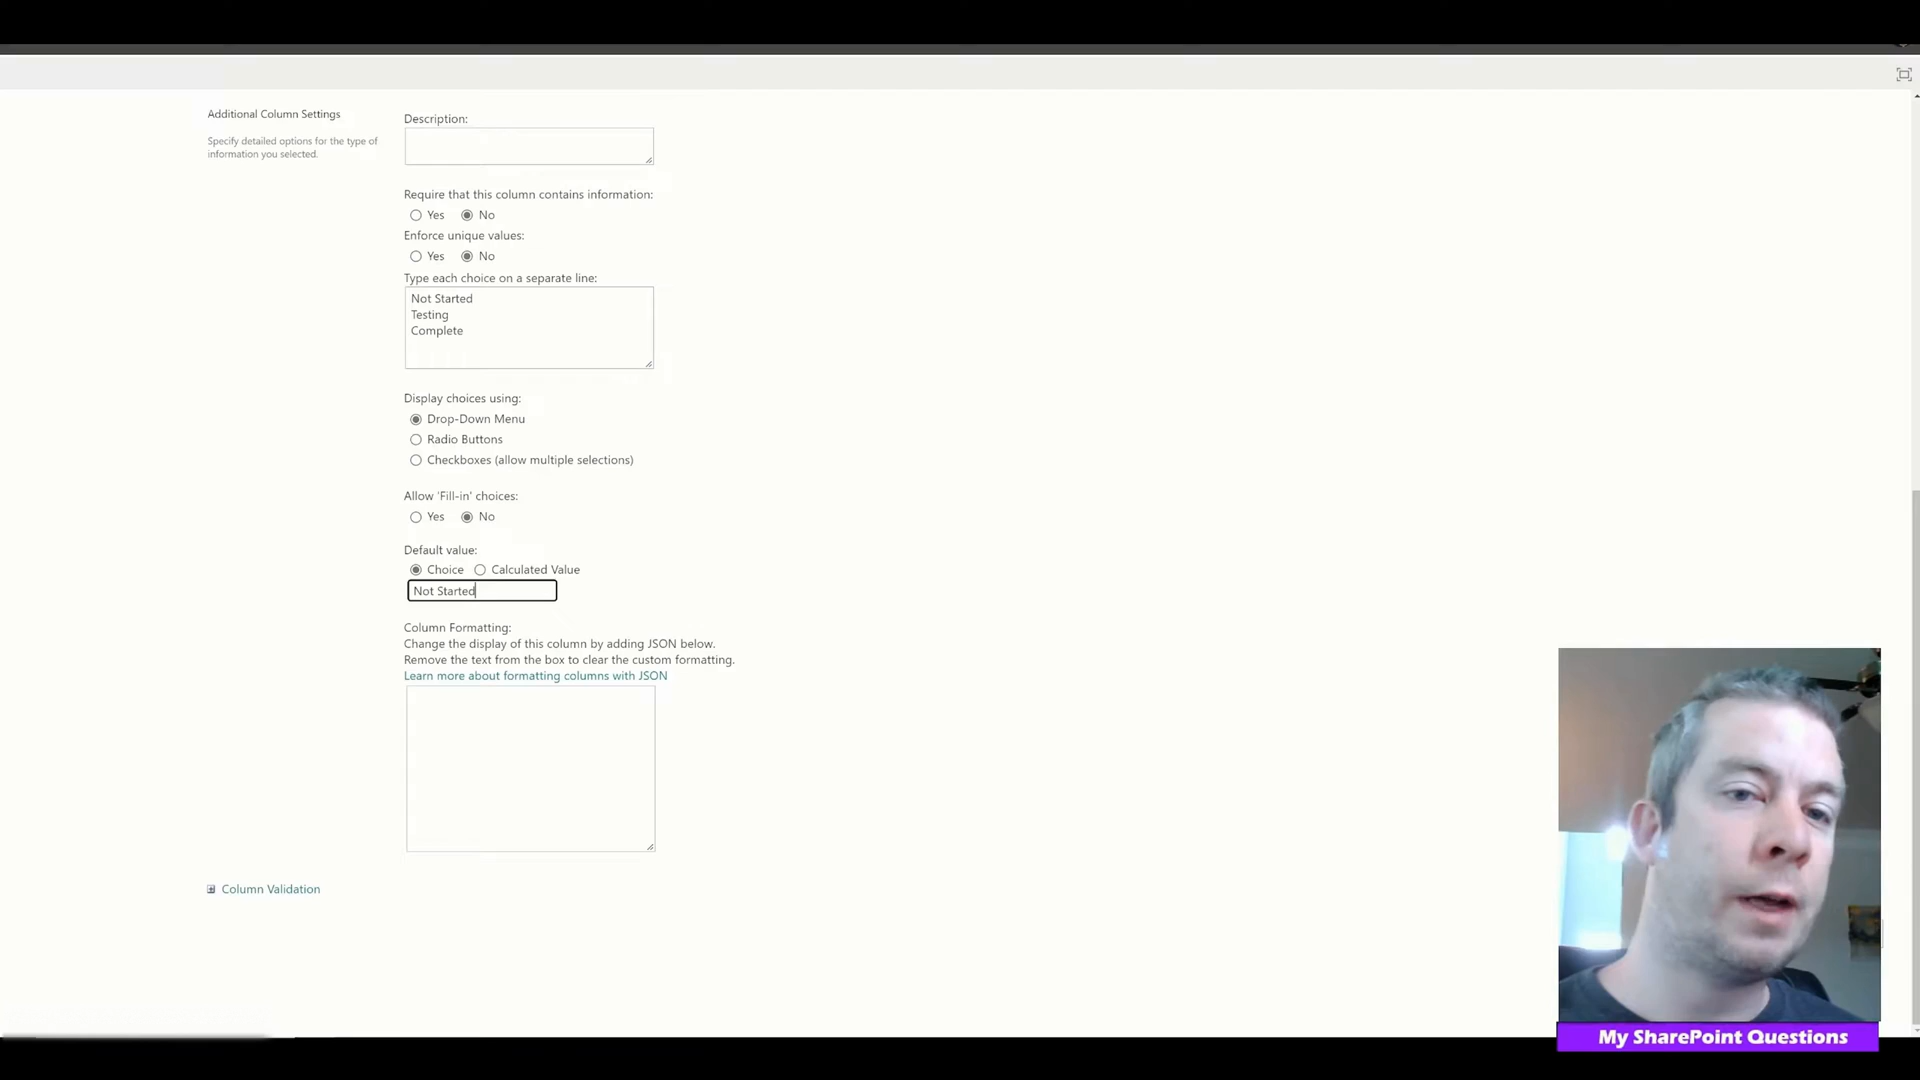 Additional Column Settings
Specify detailed options for the type of
information you selected.
Description:
Require that this column contains information:
Yes No
Enforce unique values:
Yes No
Type each choice on a separate line:
Not Started
Testing
Complete
Display choices using:
Drop-Down Menu
Radio Buttons
Checkboxes (allow multiple selections)
Allow 'Fill-in' choices:
Yes No
Default value:
Choice Calculated Value
Not Started
Column Formatting:
Change the display of this column by adding JSON below.
Remove the text from the box to clear the custom formatting.
Learn more about formatting columns with JSON
Column Validation
My SharePoint Questions